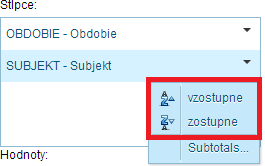 Stĺpce:
OBDOBIE - Obdobie
SUBJEKT - Subjekt
vzostupne
zostupne
Subtotals...
Hodnoty: